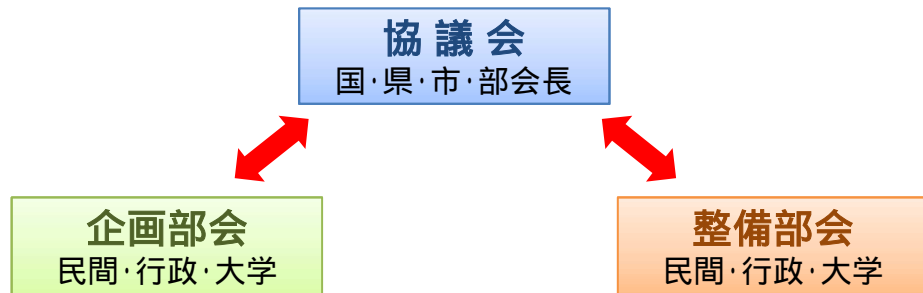 協議会
国・県・市・部会長
企画部会
民間・行政・大学
整備部会
民間・行政・大学